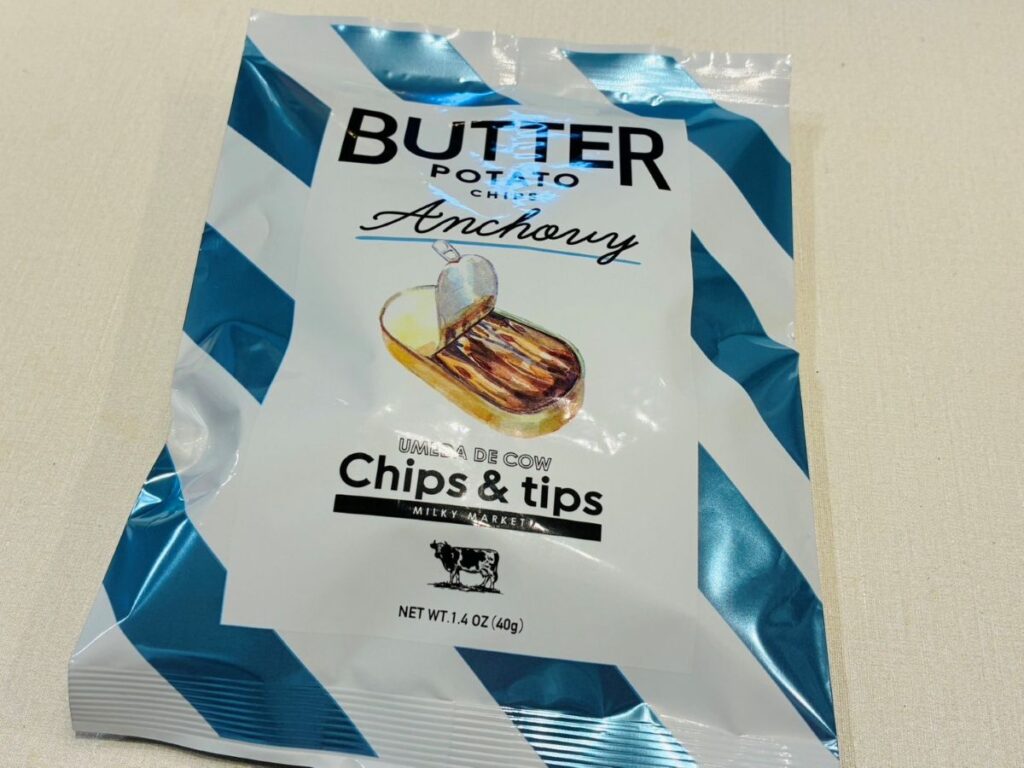 BUTTER
POTATO
CHIPS
Anchovy
UMEDA DE COW
Chips & tips
MILKY MARKET
NET WT.1.4 OZ (40g)